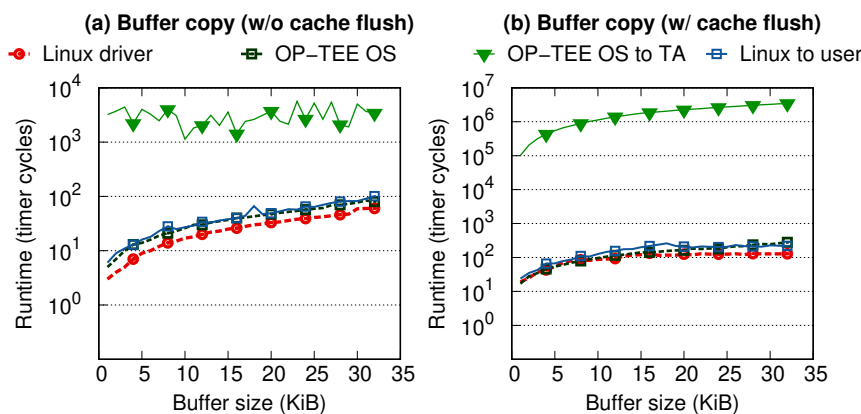 (a) Buffer copy (w/o cache flush) (b) Buffer copy (w/ cache flush)
Linux driver OP−TEE OS OP−TEE OS to TA Linux to user
10^4
10^3
10^2
10^1
10^0
Runtime (timer cycles)
0 5 10 15 20 25 30 35
Buffer size (KiB)
10^7
10^6
10^5
10^4
10^3
10^2
10^1
10^0
Runtime (timer cycles)
0 5 10 15 20 25 30 35
Buffer size (KiB)